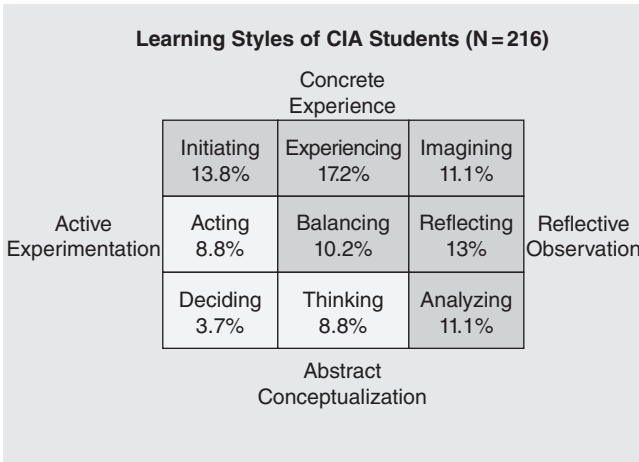 Learning Styles of CIA Students (N = 216)
Concrete
Experience
Initiating
13.8%
Experiencing
17.2%
Imagining
11.1%
Active
Experimentation
Acting
8.8%
Balancing
10.2%
Reflecting
13%
Reflective
Observation
Deciding
3.7%
Thinking
8.8%
Analyzing
11.1%
Abstract
Conceptualization